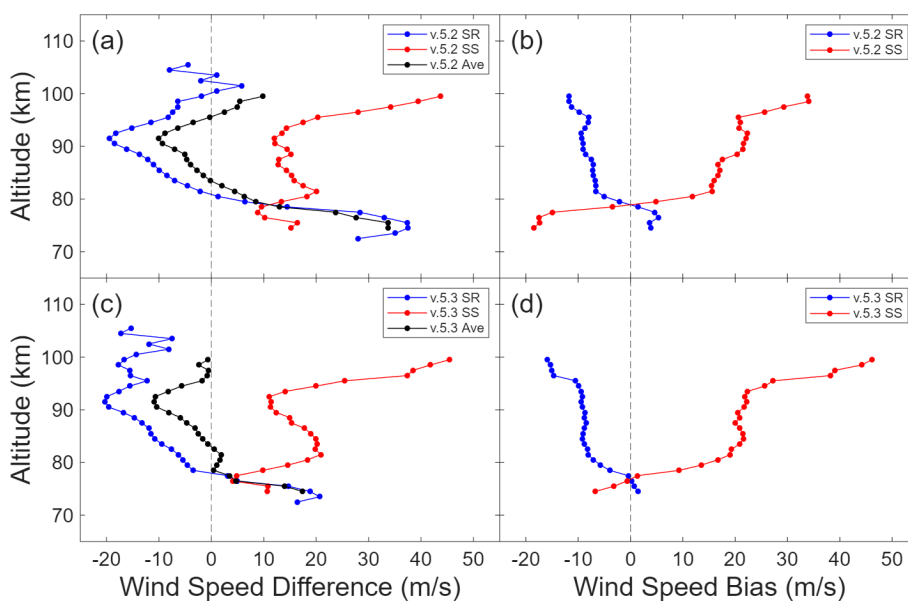 (a)
v.5.2 SR
v.5.2 SS
v.5.2 Ave
110
100
90
80
70
Altitude (km)
(b)
v.5.2 SR
v.5.2 SS
(c)
v.5.3 SR
v.5.3 SS
v.5.3 Ave
110
100
90
80
70
Altitude (km)
-20 -10 0 10 20 30 40 50
Wind Speed Difference (m/s)
(d)
v.5.3 SR
v.5.3 SS
-20 -10 0 10 20 30 40 50
Wind Speed Bias (m/s)